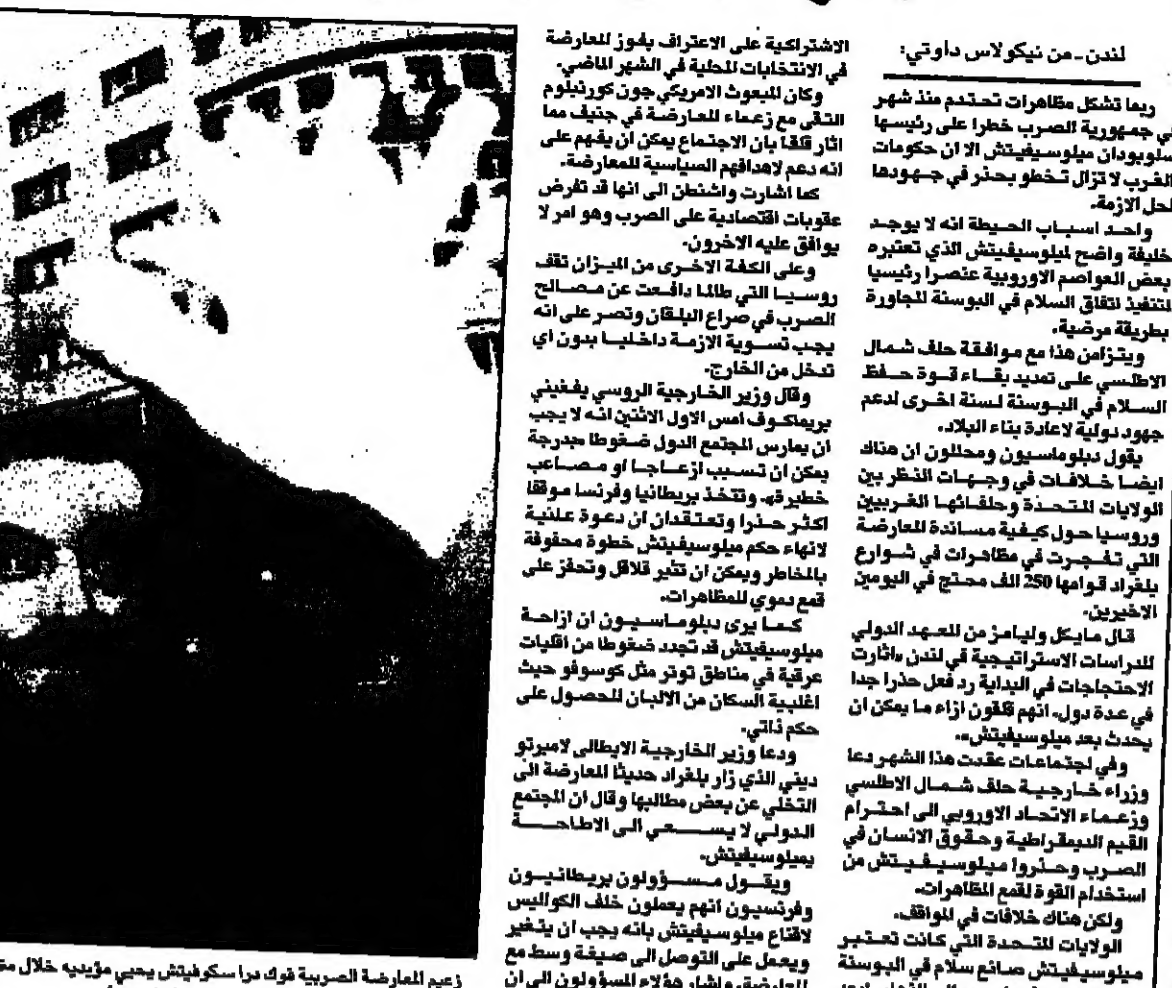 لندن ـ من نيكولاس داوتي:
ربما تشكل مظاهرات تحتدم منذ شهر
في جمهورية الصرب خطرا على رئيسها
سلوبودان ميلوسيفيتش الا ان حكومات
الغرب لا تزال تخطو بحذر في جهودها
لحل الازمة.
واحد اسباب الحيطة انه لا يوجد
خليفة واضح لميلوسيفيتش الذي تعتبره
بعض العواصم الاوروبية عنصرا رئيسيا
لتنفيذ اتفاق السلام في البوسنة المجاورة
بطريقة مرضية.
ويتزامن هذا مع موافقة حلف شمال
الاطلسي على تمديد بقاء قوة حفظ
السلام في البوسنة لسنة اخرى لدعم
جهود دولية لاعادة بناء البلاد.
يقول دبلوماسيون ومحللون ان هناك
ايضا خلافات في وجهات النظر بين
الولايات المتحدة وحلفائها الغربيين
وروسيا حول كيفية مساندة المعارضة
التي تفجرت في مظاهرات في شوارع
بلغراد قوامها 250 الف محتج في اليومين
الاخيرين.
قال مايكل وليامز من المعهد الدولي
للدراسات الاستراتيجية في لندن «اثارت
الاحتجاجات في البداية رد فعل حذرا جدا
في عدة دول. انهم قلقون ازاء ما يمكن ان
يحدث بعد ميلوسيفيتش».
وفي اجتماعات عقدت هذا الشهر دعا
وزراء خارجية حلف شمال الاطلسي
وزعماء الاتحاد الاوروبي الى احترام
القيم الديمقراطية وحقوق الانسان في
الصرب وحذروا ميلوسيفيتش من
استخدام القوة لقمع المظاهرات.
ولكن هناك خلافات في المواقف.
الولايات المتحدة التي كانت تعتبر
ميلوسيفيتش صانع سلام في البوسنة
الاشتراكية على الاعتراف بفوز المعارضة
في الانتخابات المحلية في الشهر الماضي.
وكان المبعوث الامريكي جون كورنبلوم
التقى مع زعماء المعارضة في جنيف مما
اثار قلقا بان الاجتماع يمكن ان يفهم على
انه دعم لاهدافهم السياسية للمعارضة.
كما اشارت واشنطن الى انها قد تفرض
عقوبات اقتصادية على الصرب وهو امر لا
يوافق عليه الاخرون.
وعلى الكفة الاخرى من الميزان تقف
روسيا التي طالما دافعت عن مصالح
الصرب في صراع البلقان وتصر على انه
يجب تسوية الازمة داخليا بدون اي
تدخل من الخارج.
وقال وزير الخارجية الروسي يفغيني
بريماكوف امس الاول الاثنين انه لا يجب
أن يمارس المجتمع الدول ضغوطا «بدرجة
يمكن ان تسبب ازعاجا او مصاعب
خطيرة». وتتخذ بريطانيا وفرنسا موقفا
اكثر حذرا وتعتقدان ان دعوة علنية
لانهاء حكم ميلوسيفيتش خطوة محفوفة
بالمخاطر ويمكن ان تثير قلاقل وتحفز على
قمع دموي للمظاهرات.
كما يرى دبلوماسيون ان ازاحة
ميلوسيفيتش قد تجدد ضغوطا من اقليات
عرقية في مناطق توتر مثل كوسوفو حيث
اغلبية السكان من الالبان للحصول على
حكم ذاتي.
ودعا وزير الخارجية الايطالي لامبرتو
ديني الذي زار بلغراد حديثا المعارضة الى
التخلي عن بعض مطالبها وقال ان المجتمع
الدولي لا يسعى الى الاطاحة
بميلوسيفيتش.
ويقول مسؤولون بريطانيون
وفرنسيون انهم يعملون خلف الكواليس
لاقناع ميلوسيفيتش بانه يجب ان يتغير
ويعمل على التوصل الى صيغة وسط مع
المعارضة. واشار هؤلاء المسؤولون الى ان
زعيم المعارضة الصربية فوك دراسكوفيتش يحيي مؤيديه خلال